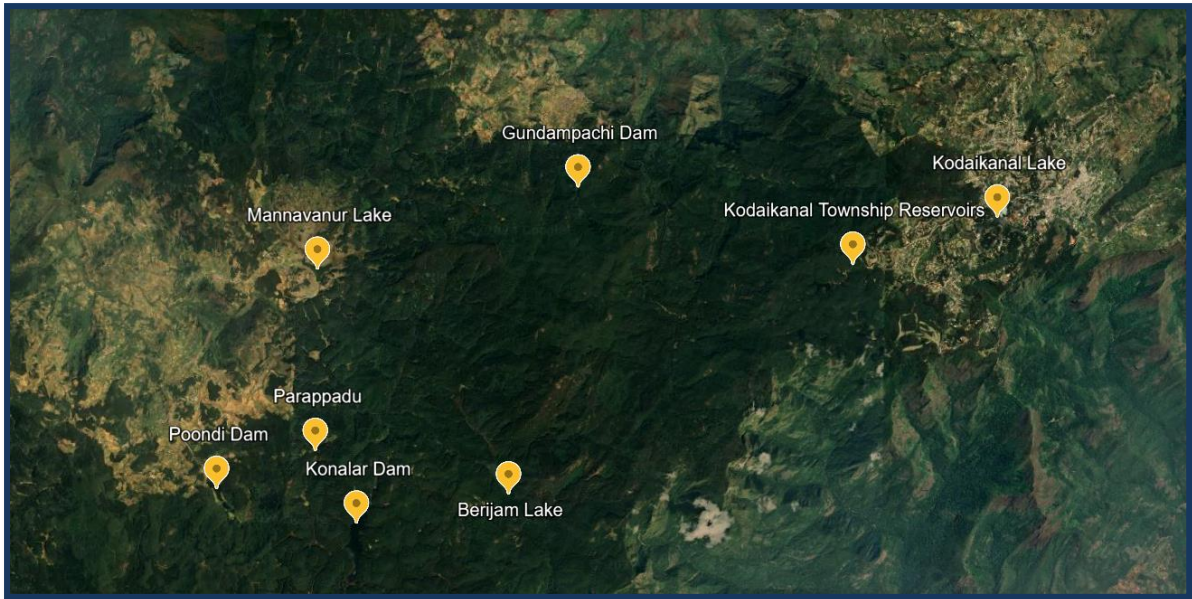 Gundampachi Dam
Kodaikanal Lake
Mannavanur Lake
Kodaikanal Township Reservoirs
Parappadu
Poondi Dam
Konalar Dam
Berijam Lake